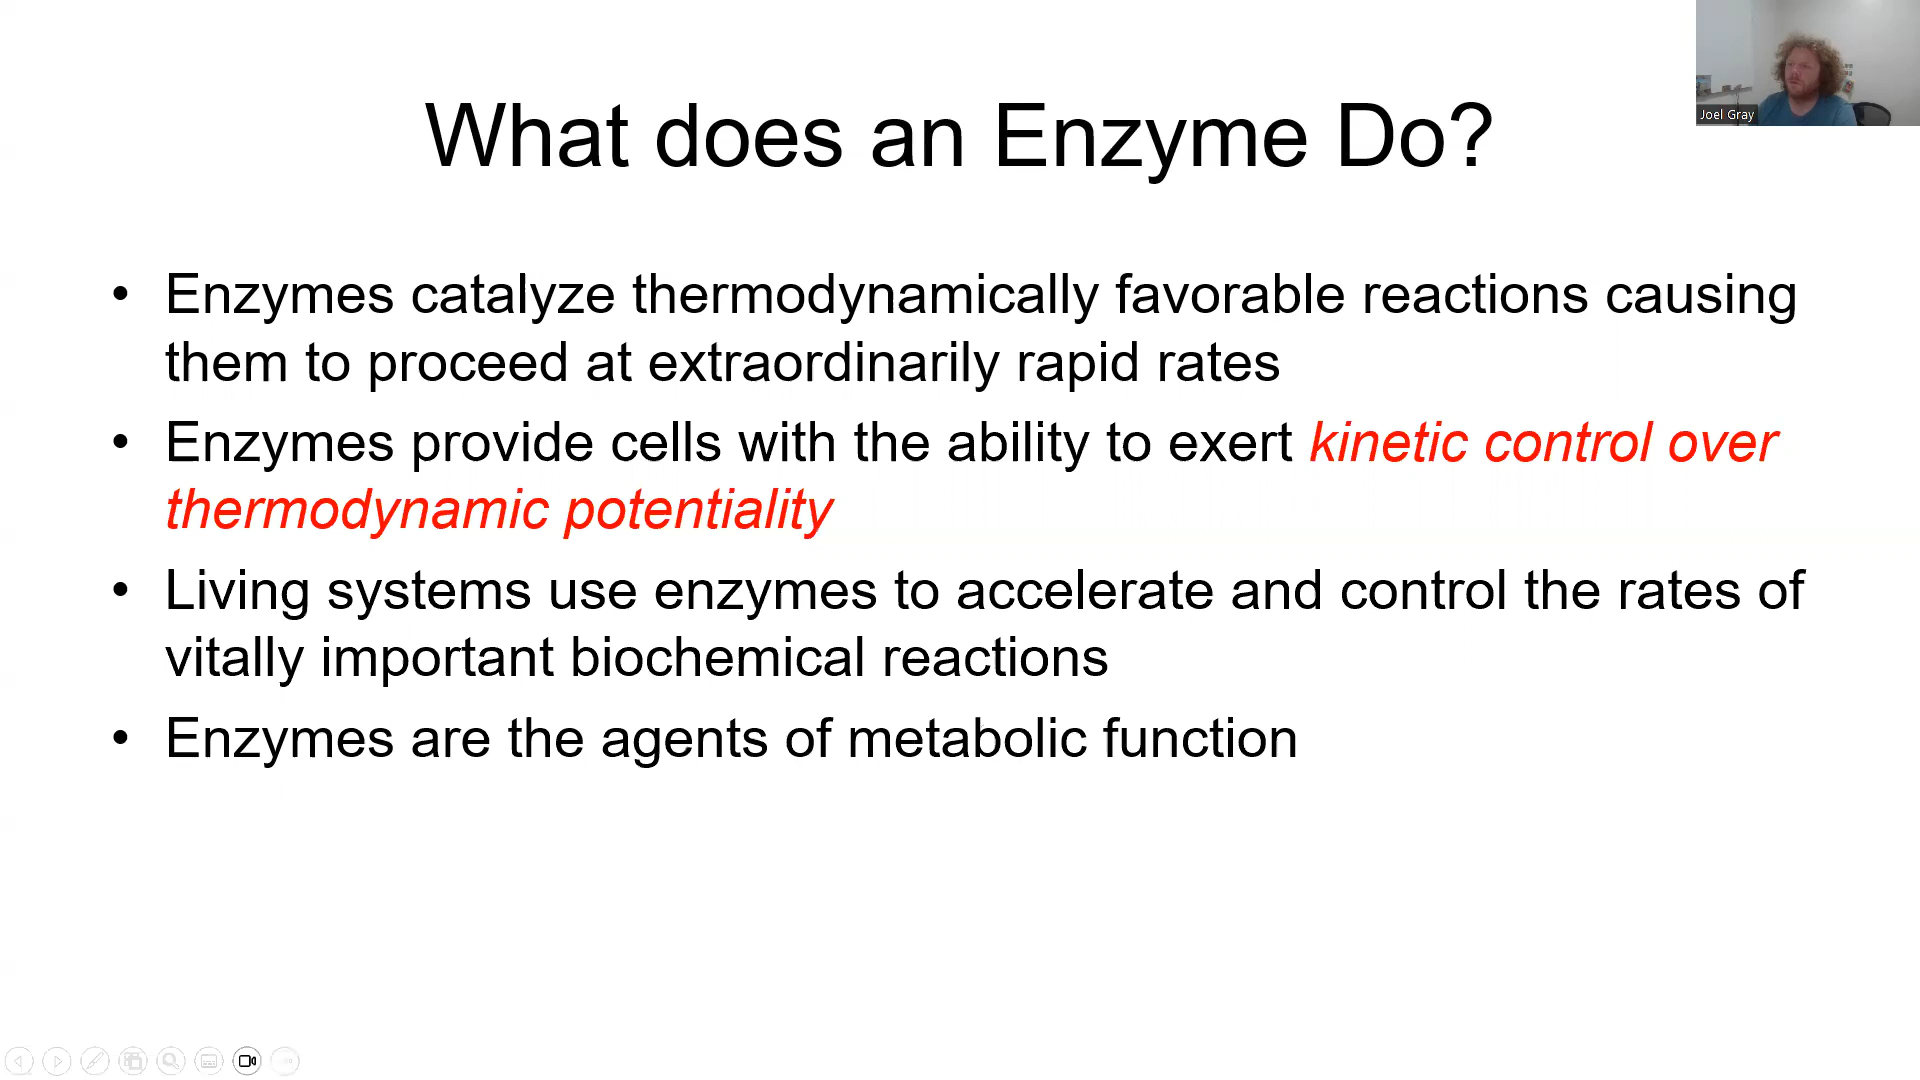 What does an Enzyme Do?
Joel Gray
• Enzymes catalyze thermodynamically favorable reactions causing
them to proceed at extraordinarily rapid rates
• Enzymes provide cells with the ability to exert kinetic control over
thermodynamic potentiality
• Living systems use enzymes to accelerate and control the rates of
vitally important biochemical reactions
• Enzymes are the agents of metabolic function